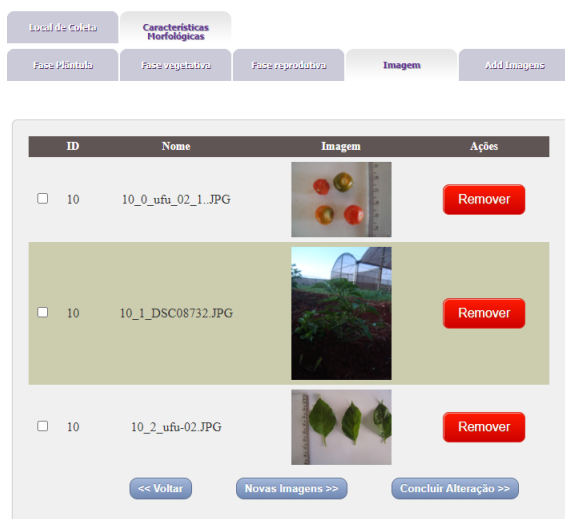 Local de Coleta
Características
Morfológicas
Fase Plântula
Fase vegetativa
Fase reprodutiva
Imagem
Add Imagens
ID Nome Imagem Ações
10 10_0_ufu_02_1..JPG Remover
10 10_1_DSC08732.JPG Remover
10 10_2_ufu-02.JPG Remover
<< Voltar
Novas Imagens >>
Concluir Alteração >>